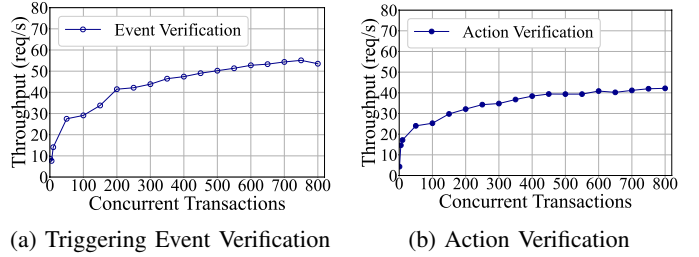 80
70
60
50
40
30
20
10
0
Throughput (req/s)
Event Verification
0 100 200 300 400 500 600 700 800
Concurrent Transactions
(a) Triggering Event Verification
80
70
60
50
40
30
20
10
0
Throughput (req/s)
Action Verification
0 100 200 300 400 500 600 700 800
Concurrent Transactions
(b) Action Verification